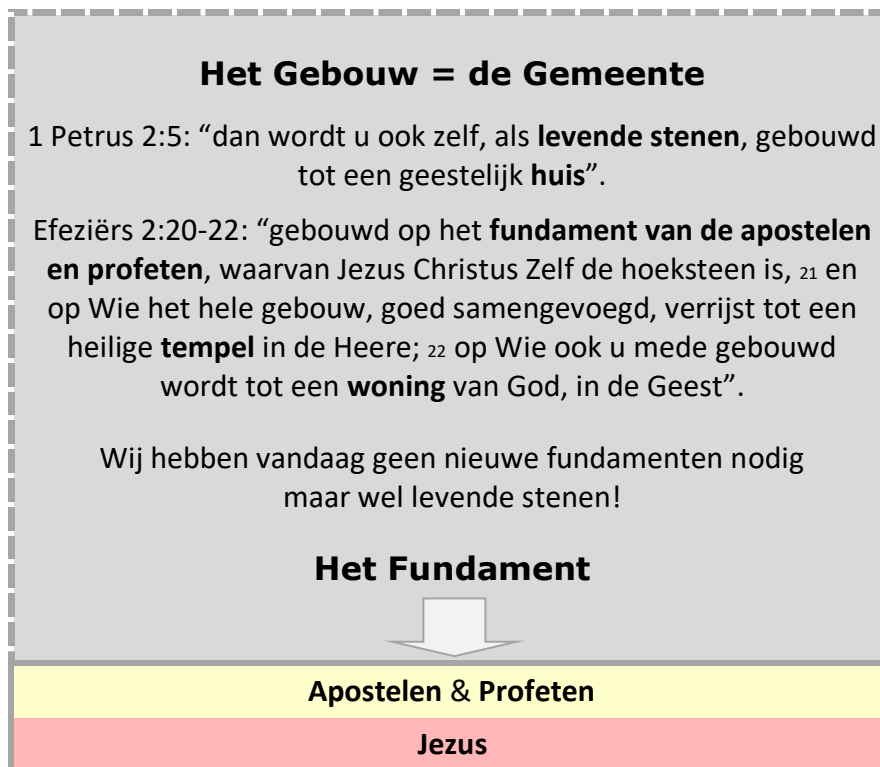 Het Gebouw = de Gemeente
1 Petrus 2:5: “dan wordt u ook zelf, als levende stenen, gebouwd
tot een geestelijk huis”.
Efeziërs 2:20-22: “gebouwd op het fundament van de apostelen
en profeten, waarvan Jezus Christus Zelf de hoeksteen is, 21 en
op Wie het hele gebouw, goed samengevoegd, verrijst tot een
heilige tempel in de Heere; 22 op Wie ook u mede gebouwd
wordt tot een woning van God, in de Geest”.
Wij hebben vandaag geen nieuwe fundamenten nodig
maar wel levende stenen!
Het Fundament
Apostelen & Profeten
Jezus